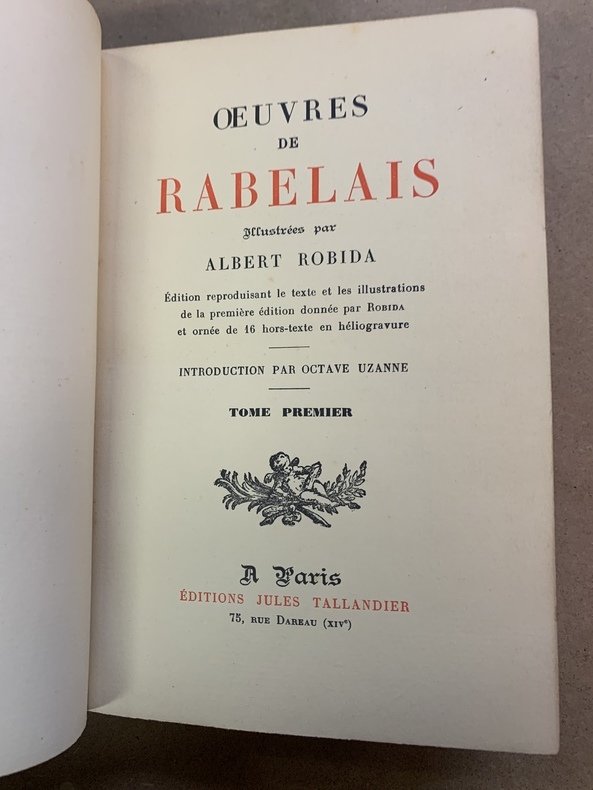 ŒUVRES
DE
RABELAIS
Illustrées par
ALBERT ROBIDA
Édition reproduisant le texte et les illustrations
de la première édition donnée par ROBIDA
et ornée de 16 hors-texte en héliogravure
INTRODUCTION PAR OCTAVE UZANNE
TOME PREMIER
A Paris
ÉDITIONS JULES TALLANDIER
75, RUE DAREAU (XIVe)